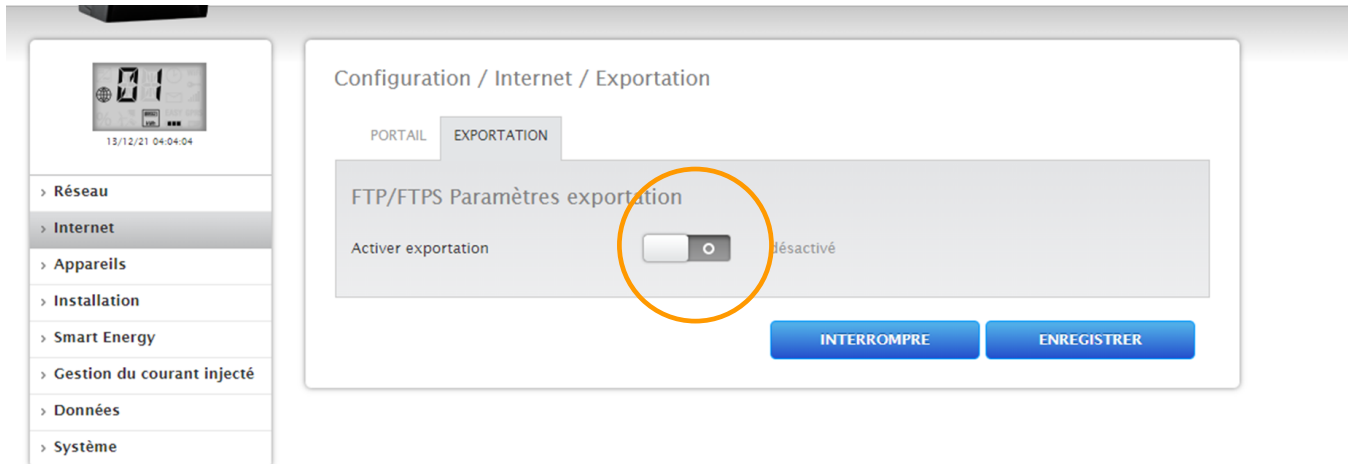 01
13/12/21 04:04:04
› Réseau
› Internet
› Appareils
› Installation
› Smart Energy
› Gestion du courant injecté
› Données
› Système
Configuration / Internet / Exportation
PORTAIL EXPORTATION
FTP/FTPS Paramètres exportation
Activer exportation désactivé
INTERROMPRE ENREGISTRER